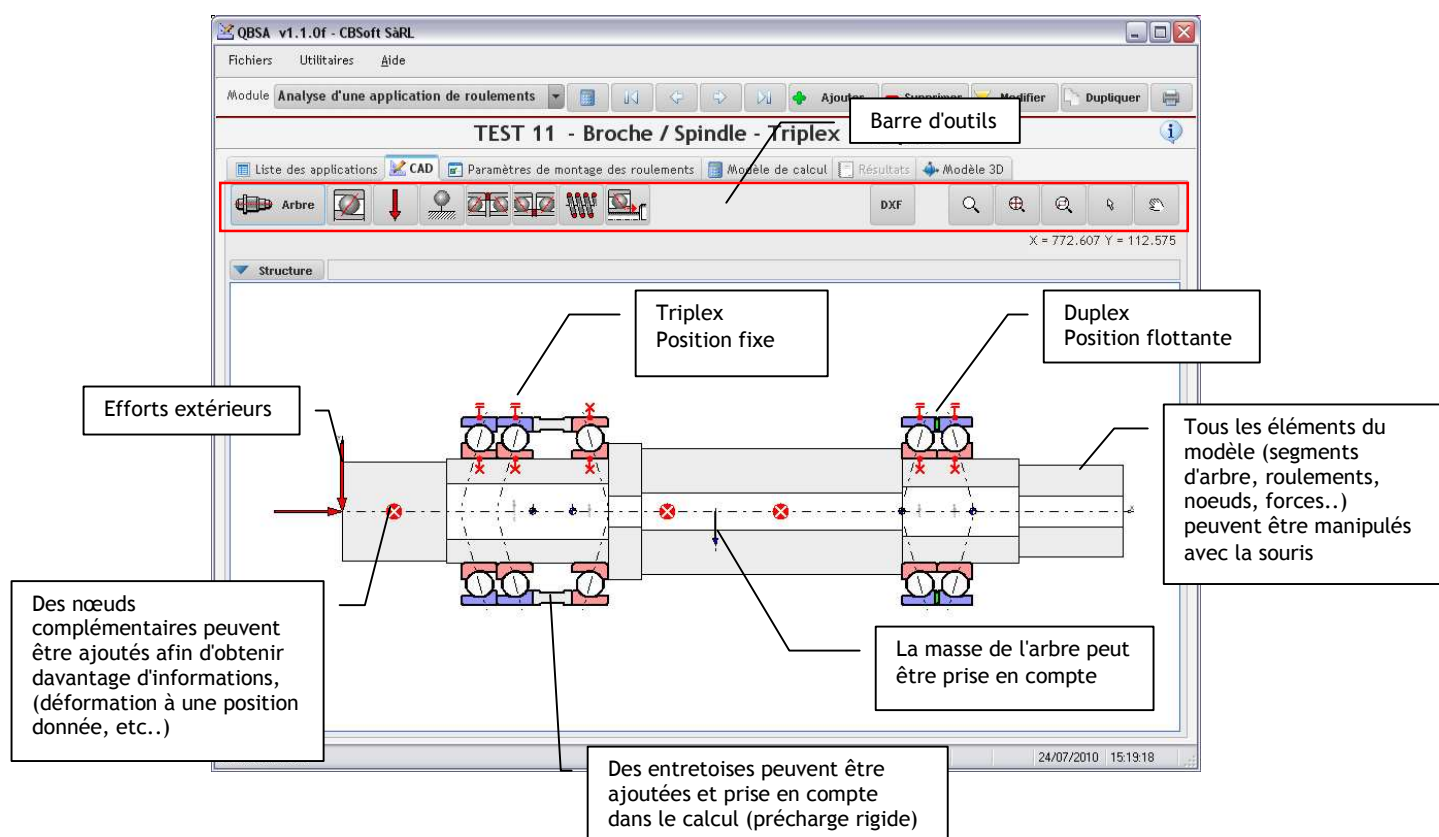 QBSA v1.1.0f - CBSoft SàRL
Fichiers Utilitaires Aide
Module Analyse d'une application de roulements Ajouter Supprimer Modifier Dupliquer
TEST 11 - Broche / Spindle - Triplex
Barre d'outils
Liste des applications CAD Paramètres de montage des roulements Modèle de calcul Résultats Modèle 3D
Arbre DXF
X = 772.607 Y = 112.575
Structure
Triplex
Position fixe
Duplex
Position flottante
Efforts extérieurs
Tous les éléments du
modèle (segments
d'arbre, roulements,
noeuds, forces..)
peuvent être manipulés
avec la souris
Des nœuds
complémentaires peuvent
être ajoutés afin d'obtenir
davantage d'informations,
(déformation à une position
donnée, etc..)
La masse de l'arbre peut
être prise en compte
Des entretoises peuvent être
ajoutées et prise en compte
dans le calcul (précharge rigide)
24/07/2010 15:19:18